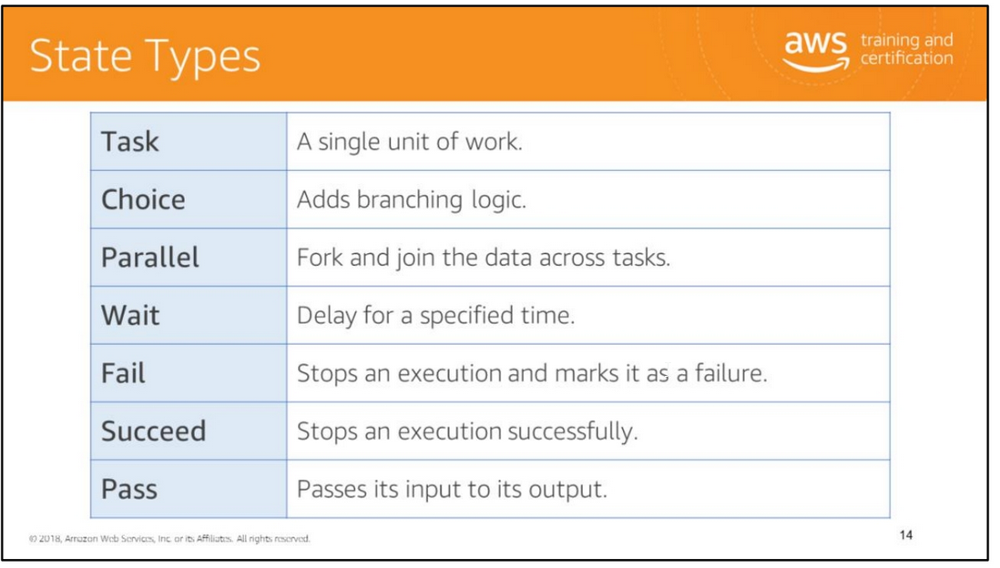 State Types
aws training and
certification
Task
A single unit of work.
Choice
Adds branching logic.
Parallel
Fork and join the data across tasks.
Wait
Delay for a specified time.
Fail
Stops an execution and marks it as a failure.
Succeed
Stops an execution successfully.
Pass
Passes its input to its output.
© 2018, Amazon Web Services, Inc. or its Affiliates. All rights reserved.
14